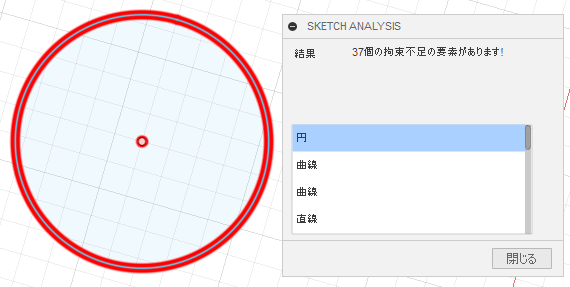 SKETCH ANALYSIS
結果 37個の拘束不足の要素があります!
円
曲線
曲線
直線
閉じる